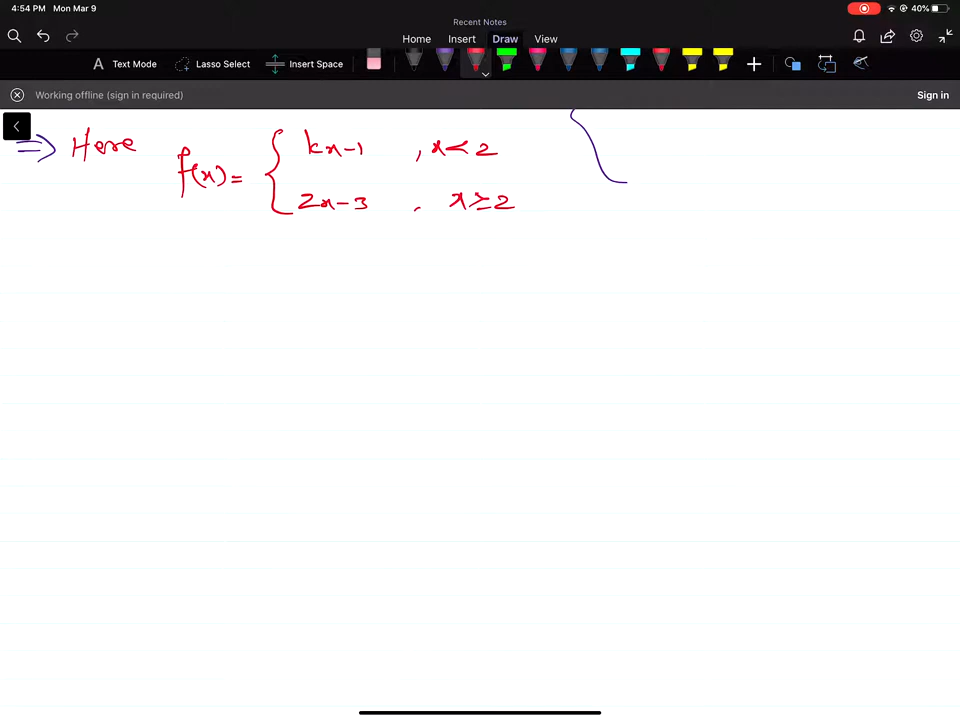 4:54 PM Mon Mar 9
40%
Recent Notes
Home Insert Draw View
A Text Mode Lasso Select Insert Space
Working offline (sign in required) Sign in
⇒ Here f(x) = { kx-1 , x < 2
2x-3 , x ≥ 2